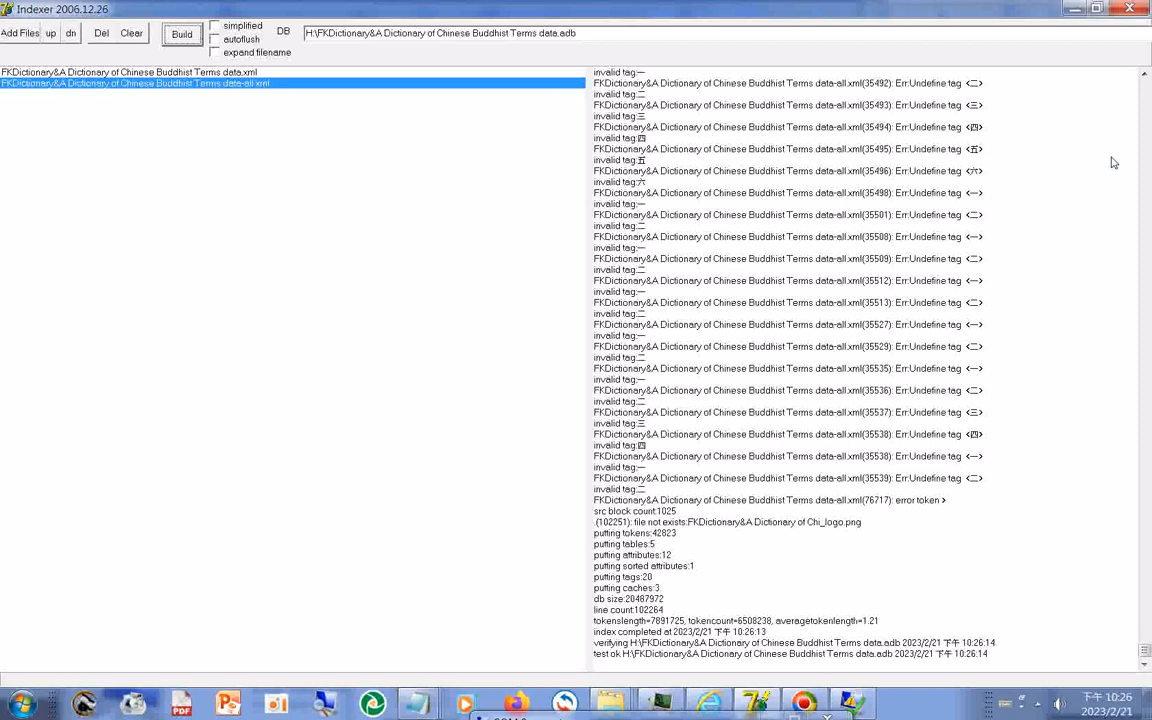 Indexer 2006.12.26
Add Files up dn Del Clear Build
simplified
autoflush
expand filename
DB H:\FKDictionary&A Dictionary of Chinese Buddhist Terms data.adb
FKDictionary&A Dictionary of Chinese Buddhist Terms data.xml
FKDictionary&A Dictionary of Chinese Buddhist Terms data-all.xml
invalid tag:一
FKDictionary&A Dictionary of Chinese Buddhist Terms data-all.xml(35492): Err:Undefine tag <二>
invalid tag:二
FKDictionary&A Dictionary of Chinese Buddhist Terms data-all.xml(35493): Err:Undefine tag <三>
invalid tag:三
FKDictionary&A Dictionary of Chinese Buddhist Terms data-all.xml(35494): Err:Undefine tag <四>
invalid tag:四
FKDictionary&A Dictionary of Chinese Buddhist Terms data-all.xml(35495): Err:Undefine tag <五>
invalid tag:五
FKDictionary&A Dictionary of Chinese Buddhist Terms data-all.xml(35496): Err:Undefine tag <六>
invalid tag:六
FKDictionary&A Dictionary of Chinese Buddhist Terms data-all.xml(35498): Err:Undefine tag <一>
invalid tag:一
FKDictionary&A Dictionary of Chinese Buddhist Terms data-all.xml(35501): Err:Undefine tag <二>
invalid tag:二
FKDictionary&A Dictionary of Chinese Buddhist Terms data-all.xml(35508): Err:Undefine tag <一>
invalid tag:一
FKDictionary&A Dictionary of Chinese Buddhist Terms data-all.xml(35509): Err:Undefine tag <二>
invalid tag:二
FKDictionary&A Dictionary of Chinese Buddhist Terms data-all.xml(35512): Err:Undefine tag <一>
invalid tag:一
FKDictionary&A Dictionary of Chinese Buddhist Terms data-all.xml(35513): Err:Undefine tag <二>
invalid tag:二
FKDictionary&A Dictionary of Chinese Buddhist Terms data-all.xml(35527): Err:Undefine tag <一>
invalid tag:一
FKDictionary&A Dictionary of Chinese Buddhist Terms data-all.xml(35529): Err:Undefine tag <二>
invalid tag:二
FKDictionary&A Dictionary of Chinese Buddhist Terms data-all.xml(35535): Err:Undefine tag <一>
invalid tag:一
FKDictionary&A Dictionary of Chinese Buddhist Terms data-all.xml(35536): Err:Undefine tag <二>
invalid tag:二
FKDictionary&A Dictionary of Chinese Buddhist Terms data-all.xml(35537): Err:Undefine tag <三>
invalid tag:三
FKDictionary&A Dictionary of Chinese Buddhist Terms data-all.xml(35538): Err:Undefine tag <四>
invalid tag:四
FKDictionary&A Dictionary of Chinese Buddhist Terms data-all.xml(35538): Err:Undefine tag <一>
invalid tag:一
FKDictionary&A Dictionary of Chinese Buddhist Terms data-all.xml(35539): Err:Undefine tag <二>
invalid tag:二
FKDictionary&A Dictionary of Chinese Buddhist Terms data-all.xml(76717): error token >
src block count:1025
.(102251): file not exists:FKDictionary&A Dictionary of Chi_logo.png
putting tokens:42823
putting tables:5
putting attributes:12
putting sorted attributes:1
putting tags:20
putting caches:3
db size:20487972
line count:102264
tokenslength=7891725, tokencount=6508238, averagetokenlength=1.21
index completed at 2023/2/21 下午 10:26:13
verifying H:\FKDictionary&A Dictionary of Chinese Buddhist Terms data.adb 2023/2/21 下午 10:26:14
test ok H:\FKDictionary&A Dictionary of Chinese Buddhist Terms data.adb 2023/2/21 下午 10:26:14
PDF
下午 10:26
2023/2/21